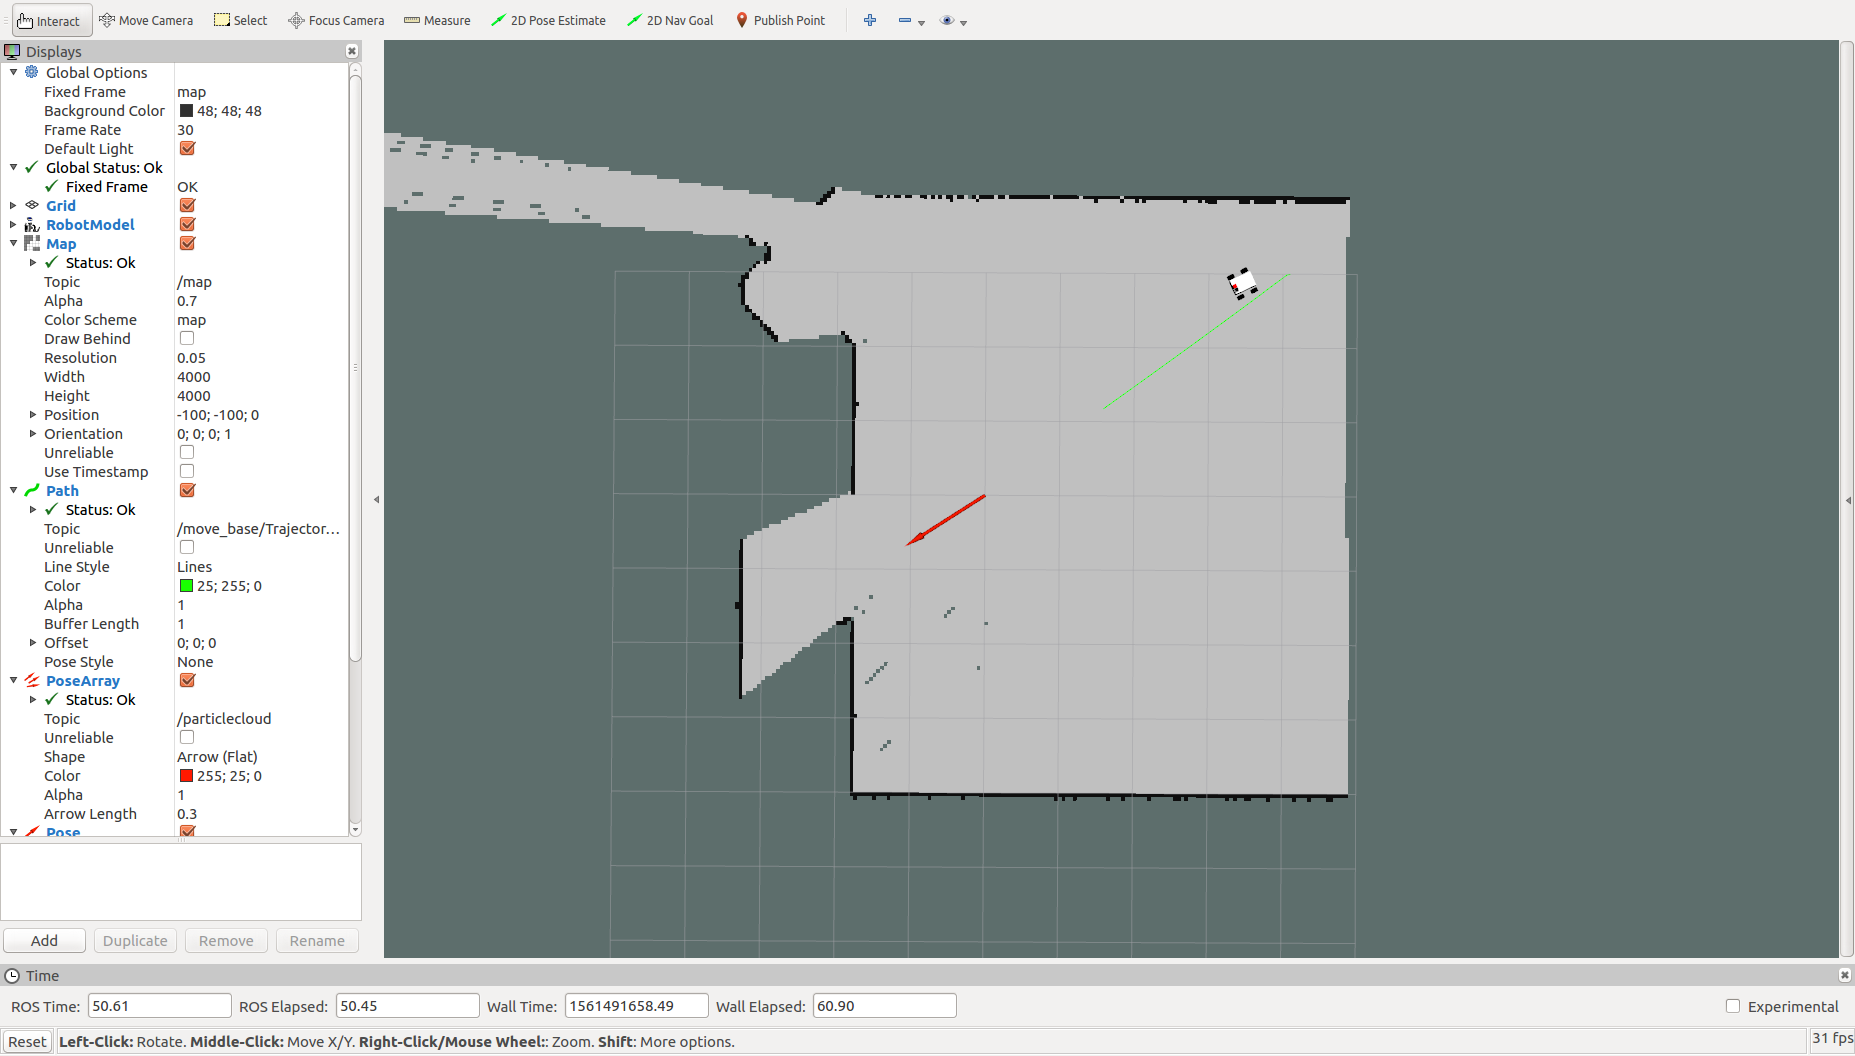 Interact Move Camera Select Focus Camera Measure 2D Pose Estimate 2D Nav Goal Publish Point
Displays
Global Options
Fixed Frame map
Background Color 48; 48; 48
Frame Rate 30
Default Light
Global Status: Ok
Fixed Frame OK
Grid
RobotModel
Map
Status: Ok
Topic /map
Alpha 0.7
Color Scheme map
Draw Behind
Resolution 0.05
Width 4000
Height 4000
Position -100; -100; 0
Orientation 0; 0; 0; 1
Unreliable
Use Timestamp
Path
Status: Ok
Topic /move_base/Trajector...
Unreliable
Line Style Lines
Color 25; 255; 0
Alpha 1
Buffer Length 1
Offset 0; 0; 0
Pose Style None
PoseArray
Status: Ok
Topic /particlecloud
Unreliable
Shape Arrow (Flat)
Color 255; 25; 0
Alpha 1
Arrow Length 0.3
Pose
Add Duplicate Remove Rename
Time
ROS Time: 50.61 ROS Elapsed: 50.45 Wall Time: 1561491658.49 Wall Elapsed: 60.90 Experimental
Reset Left-Click: Rotate. Middle-Click: Move X/Y. Right-Click/Mouse Wheel:: Zoom. Shift: More options. 31 fps